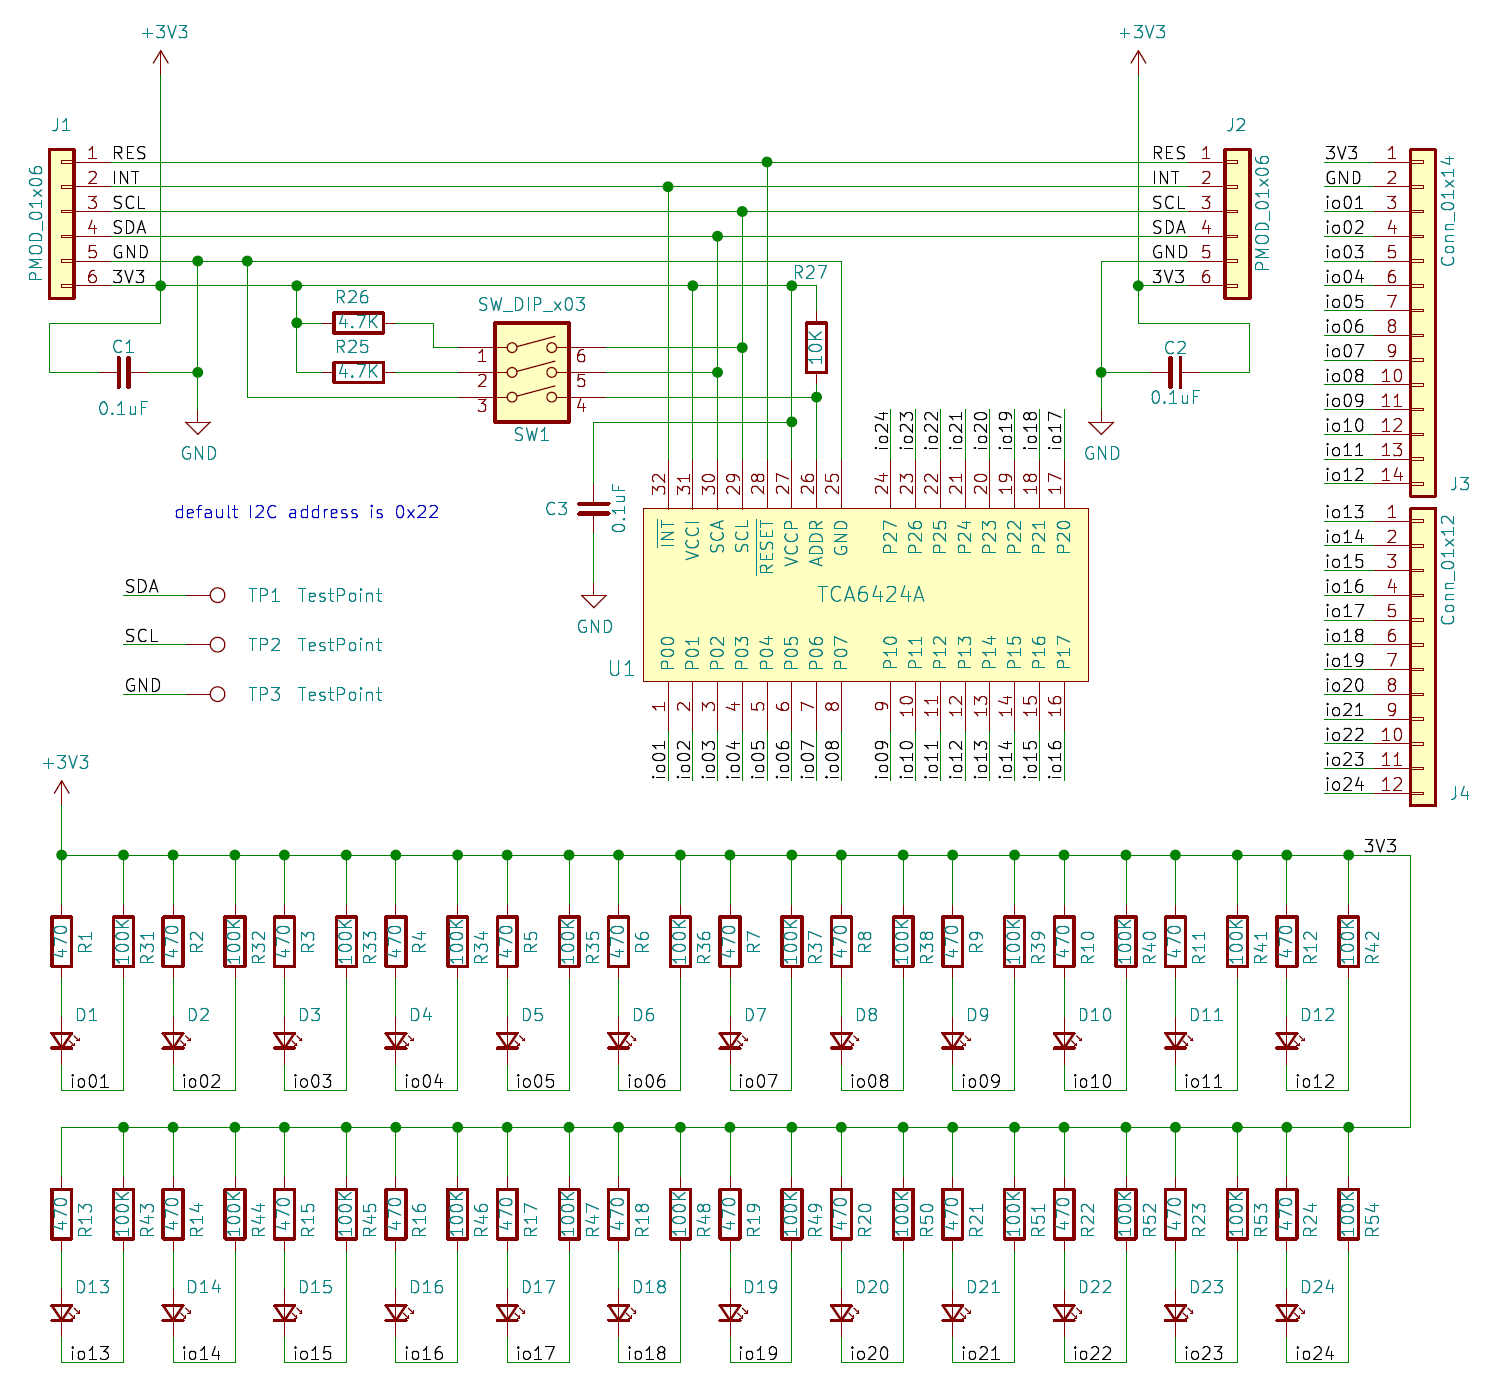 +3V3
+3V3
J1
J2
PMOD_01x06
1 RES
2 INT
3 SCL
4 SDA
5 GND
6 3V3
RES 1
INT 2
SCL 3
SDA 4
GND 5
3V3 6
PMOD_01x06
3V3 1
GND 2
io01 3
io02 4
io03 5
io04 6
io05 7
io06 8
io07 9
io08 10
io09 11
io10 12
io11 13
io12 14
Conn_01x14
J3
C1
0.1uF
GND
R26
4.7K
R25
4.7K
SW_DIP_x03
1 6
2 5
3 4
SW1
R27
10K
C2
0.1uF
GND
default I2C address is 0x22
C3
0.1uF
GND
io24 io23 io22 io21 io20 io19 io18 io17
32 31 30 29 28 27 26 25 24 23 22 21 20 19 18 17
INT VCCI SCA SCL RESET VCCP ADDR GND P27 P26 P25 P24 P23 P22 P21 P20
TCA6424A
U1
P00 P01 P02 P03 P04 P05 P06 P07 P10 P11 P12 P13 P14 P15 P16 P17
1 2 3 4 5 6 7 8 9 10 11 12 13 14 15 16
io01 io02 io03 io04 io05 io06 io07 io08 io09 io10 io11 io12 io13 io14 io15 io16
SDA TP1 TestPoint
SCL TP2 TestPoint
GND TP3 TestPoint
io13 1
io14 2
io15 3
io16 4
io17 5
io18 6
io19 7
io20 8
io21 9
io22 10
io23 11
io24 12
Conn_01x12
J4
+3V3
3V3
470 R1 100K R31 470 R2 100K R32 470 R3 100K R33 470 R4 100K R34 470 R5 100K R35 470 R6 100K R36 470 R7 100K R37 470 R8 100K R38 470 R9 100K R39 470 R10 100K R40 470 R11 100K R41 470 R12 100K R42
D1 D2 D3 D4 D5 D6 D7 D8 D9 D10 D11 D12
io01 io02 io03 io04 io05 io06 io07 io08 io09 io10 io11 io12
470 R13 100K R43 470 R14 100K R44 470 R15 100K R45 470 R16 100K R46 470 R17 100K R47 470 R18 100K R48 470 R19 100K R49 470 R20 100K R50 470 R21 100K R51 470 R22 100K R52 470 R23 100K R53 470 R24 100K R54
D13 D14 D15 D16 D17 D18 D19 D20 D21 D22 D23 D24
io13 io14 io15 io16 io17 io18 io19 io20 io21 io22 io23 io24